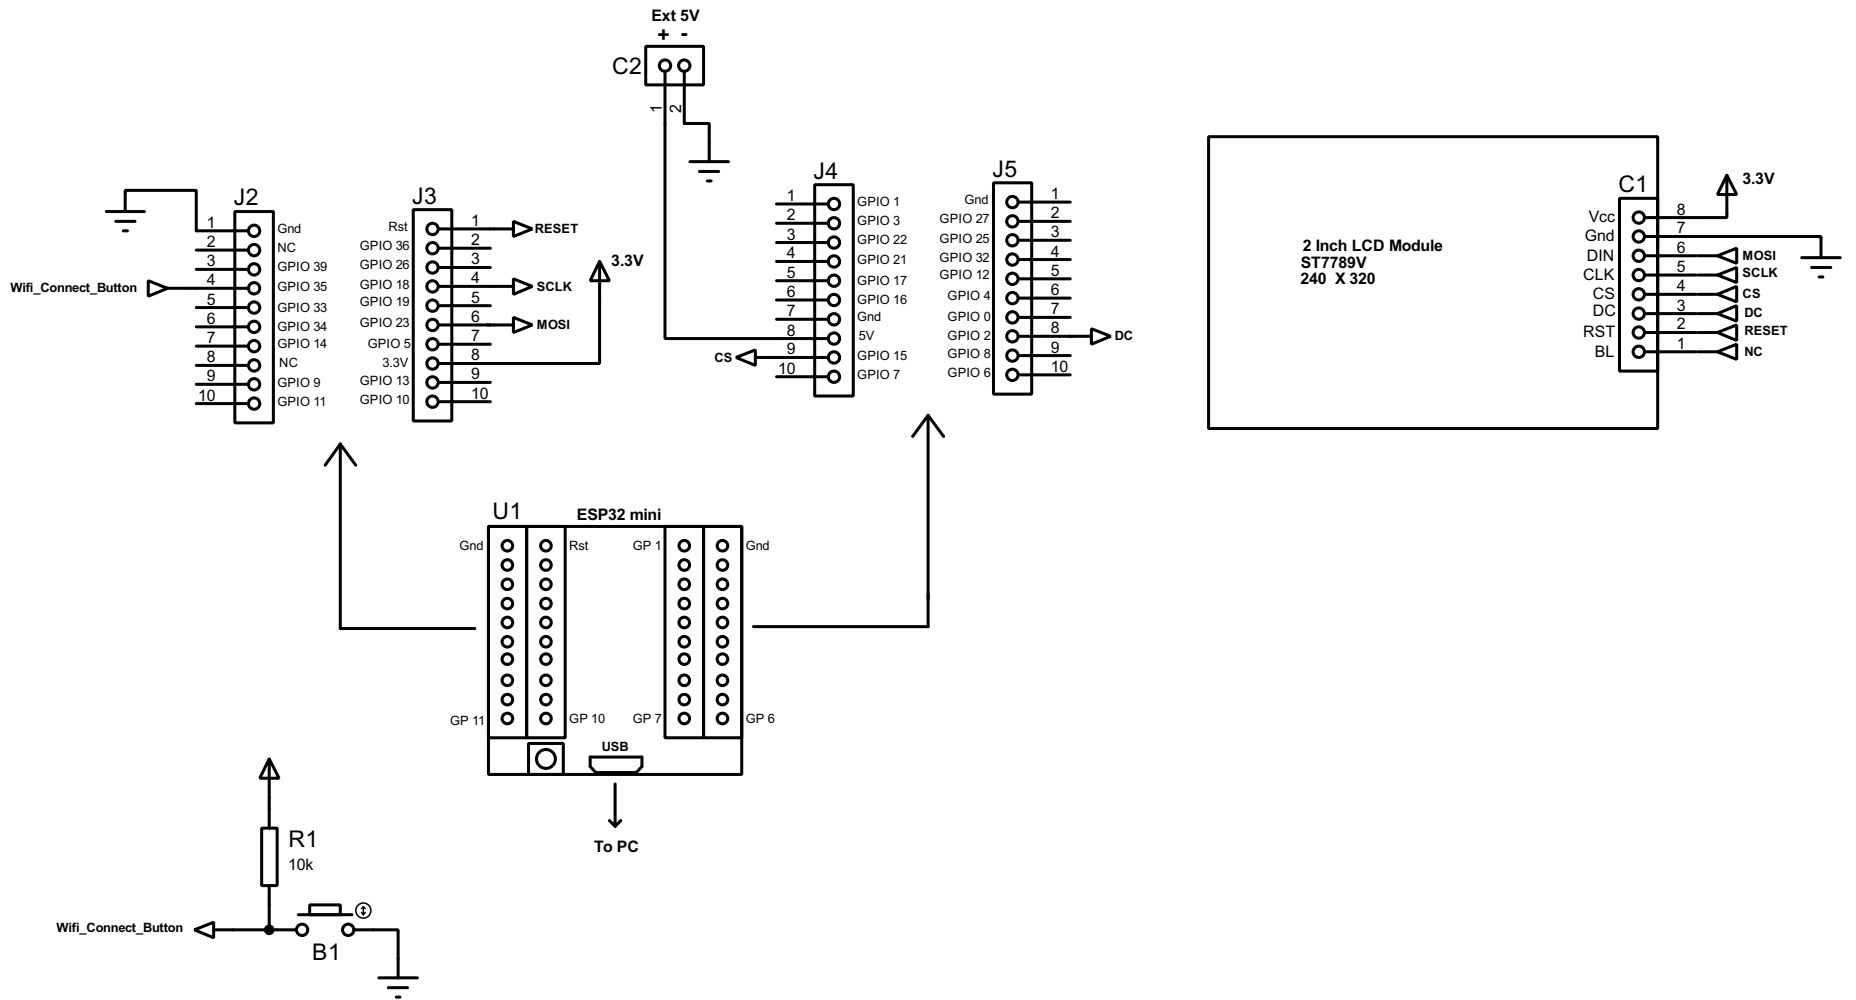 Ext 5V
+ -
C2
1
2
J2
1 Gnd
2 NC
3 GPIO 39
Wifi_Connect_Button 4 GPIO 35
5 GPIO 33
6 GPIO 34
7 GPIO 14
8 NC
9 GPIO 9
10 GPIO 11
J3
Rst 1 RESET
GPIO 36 2
GPIO 26 3
GPIO 18 4 SCLK
GPIO 19 5
GPIO 23 6 MOSI
GPIO 5 7
3.3V 8
GPIO 13 9
GPIO 10 10
3.3V
J4
1 GPIO 1
2 GPIO 3
3 GPIO 22
4 GPIO 21
5 GPIO 17
6 GPIO 16
7 Gnd
8 5V
CS 9 GPIO 15
10 GPIO 7
J5
Gnd 1
GPIO 27 2
GPIO 25 3
GPIO 32 4
GPIO 12 5
GPIO 4 6
GPIO 0 7
GPIO 2 8 DC
GPIO 8 9
GPIO 6 10
2 Inch LCD Module
ST7789V
240 X 320
C1
3.3V
Vcc 8
Gnd 7
DIN 6 MOSI
CLK 5 SCLK
CS 4 CS
DC 3 DC
RST 2 RESET
BL 1 NC
U1 ESP32 mini
Gnd Rst GP 1 Gnd
GP 11 GP 10 GP 7 GP 6
USB
To PC
R1
10k
Wifi_Connect_Button
B1